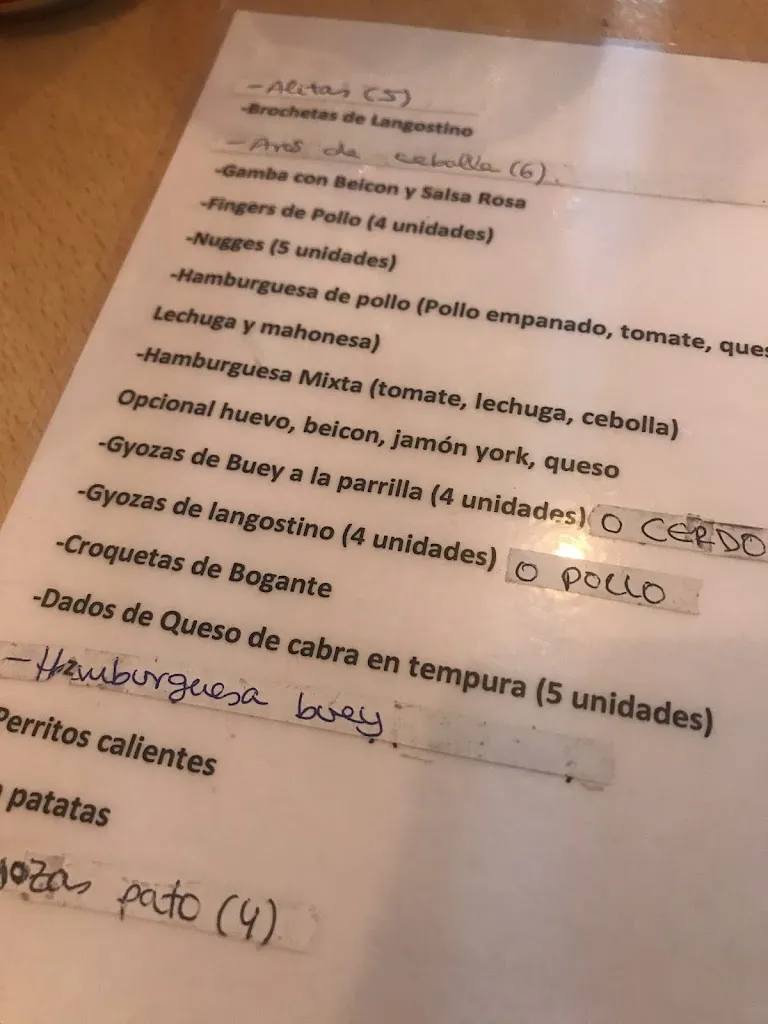 -Alitas (5)
-Brochetas de Langostino
-Aros de cebolla (6).
-Gamba con Beicon y Salsa Rosa
-Fingers de Pollo (4 unidades)
-Nugges (5 unidades)
-Hamburguesa de pollo (Pollo empanado, tomate, ques
Lechuga y mahonesa)
-Hamburguesa Mixta (tomate, lechuga, cebolla)
Opcional huevo, beicon, jamón york, queso
-Gyozas de Buey a la parrilla (4 unidades) O CERDO
-Gyozas de langostino (4 unidades) O POLLO
-Croquetas de Bogante
-Dados de Queso de cabra en tempura (5 unidades)
-Hamburguesa buey
Perritos calientes
patatas
ozas pato (4)